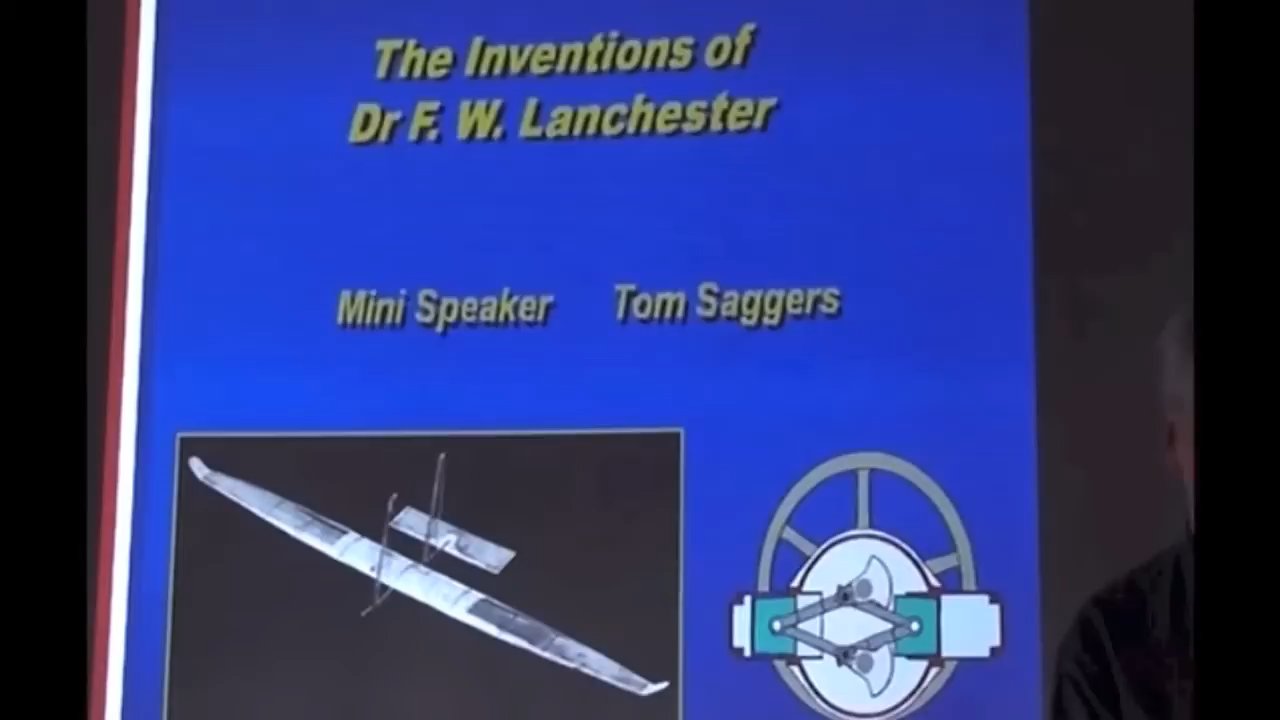 The Inventions of
Dr F. W. Lanchester
Mini Speaker Tom Saggers